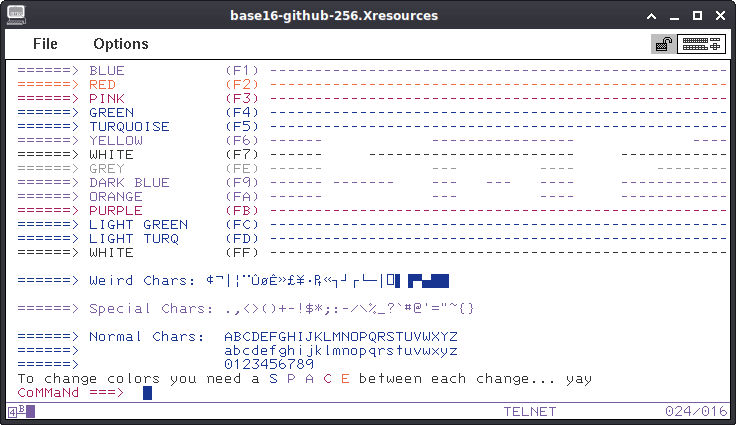 base16-github-256.Xresources
File Options
======> BLUE (F1) ----------------------------------------------------
======> RED (F2) ----------------------------------------------------
======> PINK (F3) ----------------------------------------------------
======> GREEN (F4) ----------------------------------------------------
======> TURQUOISE (F5) ----------------------------------------------------
======> YELLOW (F6) ------ ---------------- ----
======> WHITE (F7) ------ ----------------------- ------------
======> GREY (F8) ------ --- ---- --------
======> DARK BLUE (F9) ------ ------- --- --- ---- ------------
======> ORANGE (FA) ------ --- ---- --------
======> PURPLE (FB) ----------------------------------------------------
======> LIGHT GREEN (FC) ----------------------------------------------------
======> LIGHT TURQ (FD) ----------------------------------------------------
======> WHITE (FF) ----------------------------------------------------
======> Weird Chars: ¢¬|¦¨ÛøÊ»£¥·₧«┐┘┌└─│
======> Special Chars: .,<>()+-!$*;:-/\%_?`#@'="~{}
======> Normal Chars: ABCDEFGHIJKLMNOPQRSTUVWXYZ
======> abcdefghijklmnopqrstuvwxyz
======> 0123456789
To change colors you need a S P A C E between each change... yay
CoMMaNd ===>
4B TELNET 024/016